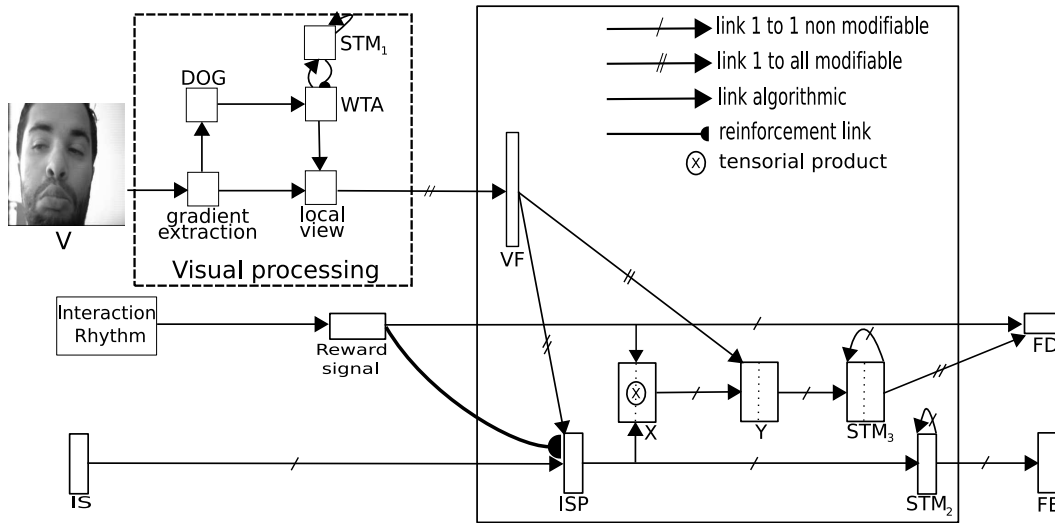 STM1
link 1 to 1 non modifiable
DOG
link 1 to all modifiable
WTA
link algorithmic
reinforcement link
X tensorial product
gradient
extraction
local
view
V
VF
Visual processing
Interaction
Rhythm
Reward
signal
FD
X
X
Y
STM3
IS
ISP
STM2